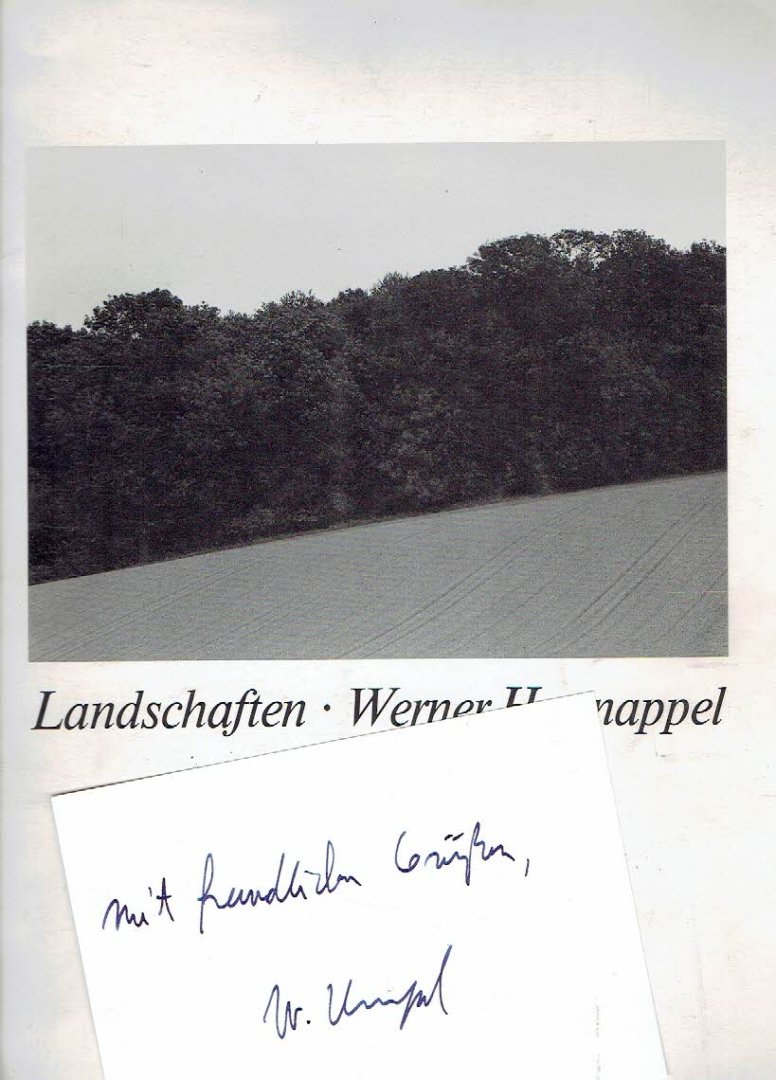 Landschaften · Werner
mit freundlichen Grüßen,
W.